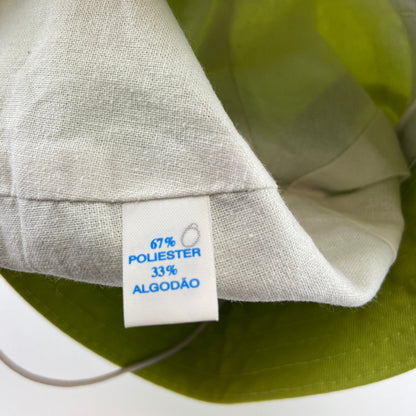 67%
POLIESTER
33%
ALGODÃO